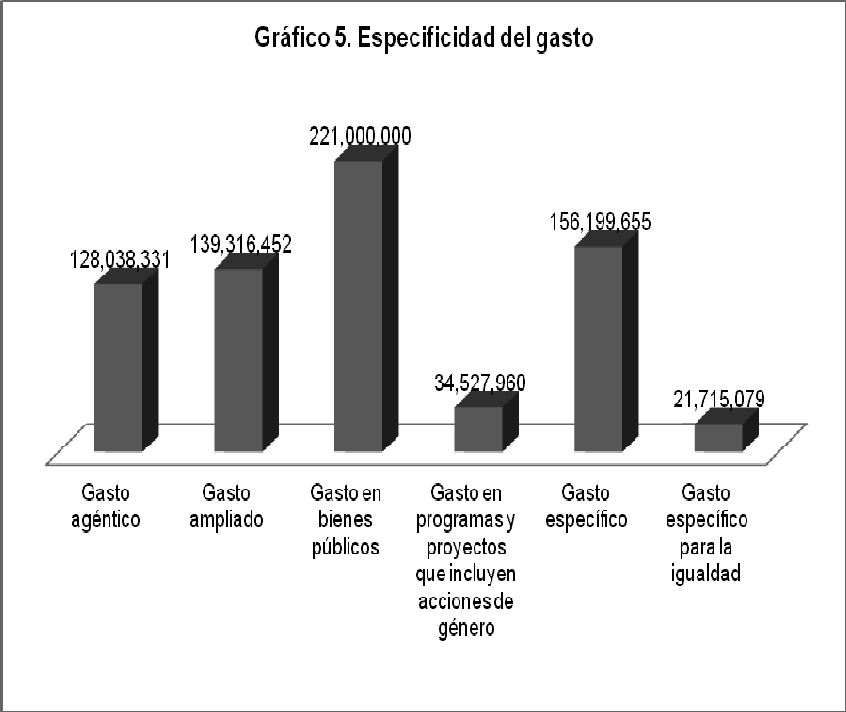 Gráfico 5. Especificidad del gasto
221,000,000
156,199,655
139,316,452
128,038,331
34,527,960
21,715,079
Gasto
agéntico
Gasto
ampliado
Gasto en
bienes
públicos
Gasto en
programas y
proyectos
que incluyen
acciones de
género
Gasto
específico
Gasto
específico
para la
igualdad